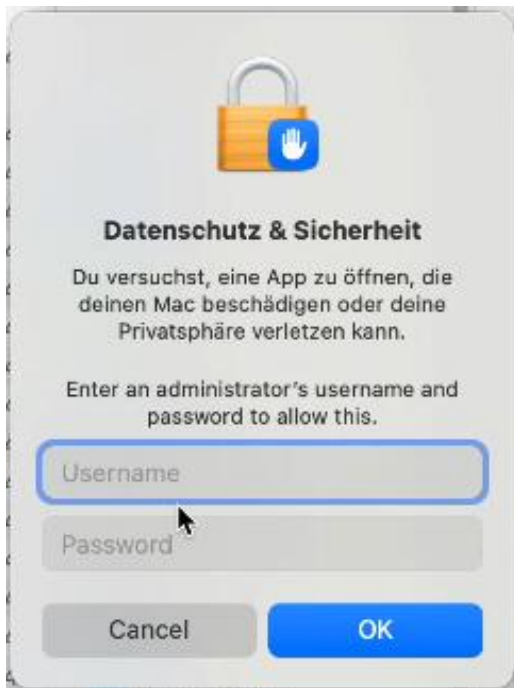 Datenschutz & Sicherheit
Du versuchst, eine App zu öffnen, die
deinen Mac beschädigen oder deine
Privatsphäre verletzen kann.
Enter an administrator's username and
password to allow this.
Username
Password
Cancel
OK